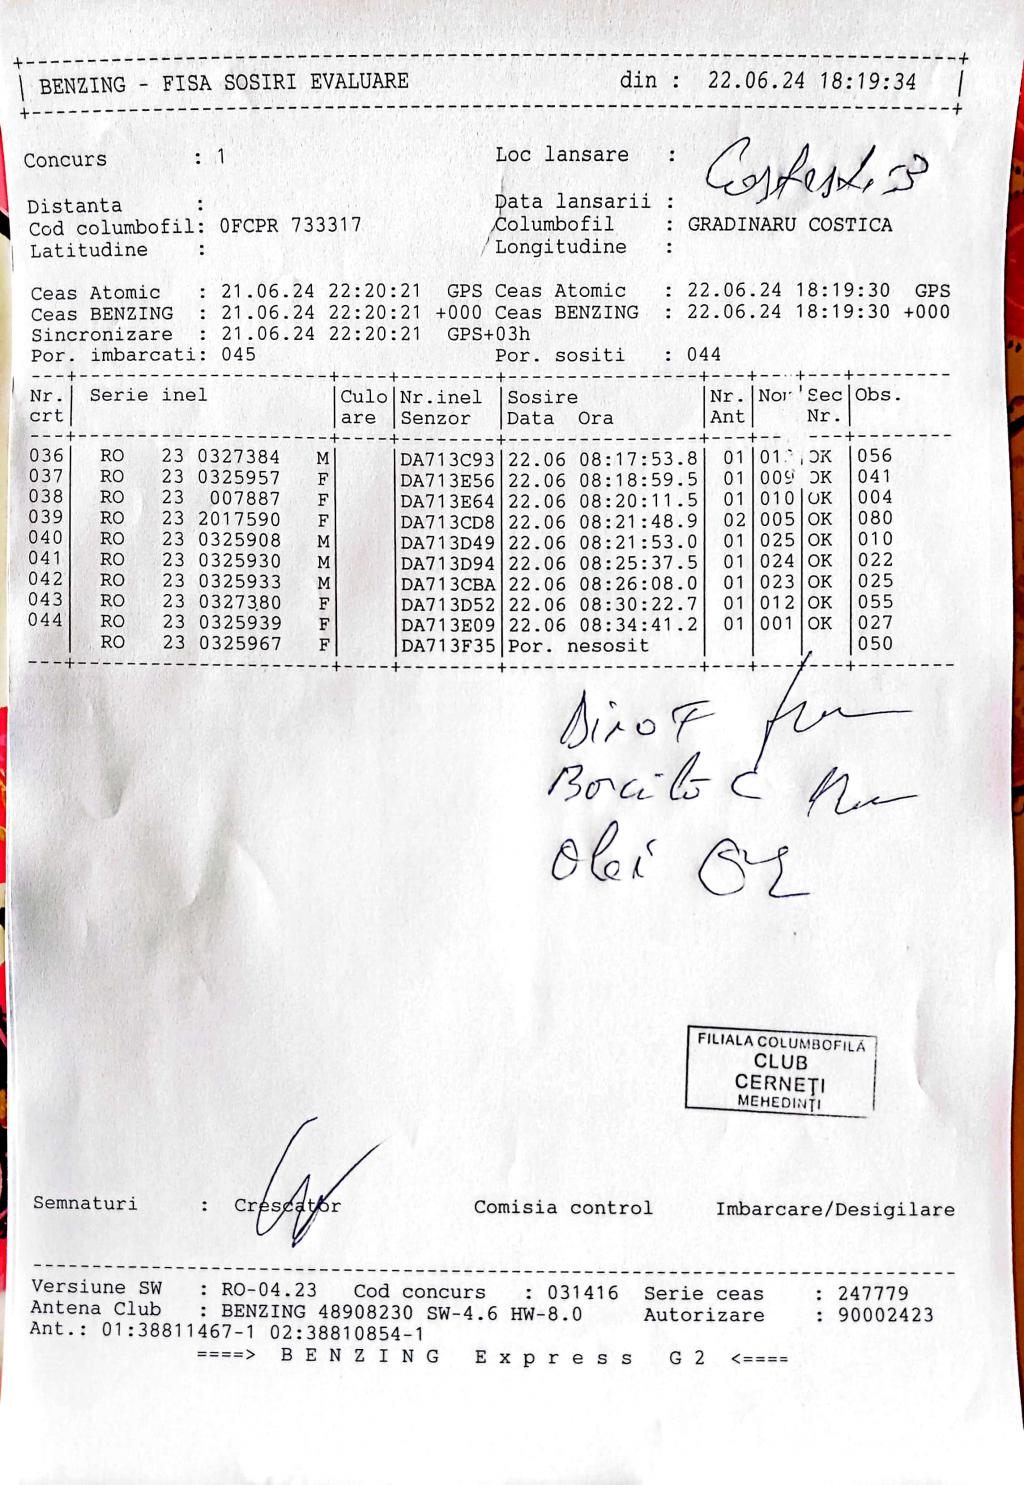 BENZING - FISA SOSIRI EVALUARE din : 22.06.24 18:19:34
Concurs : 1 Loc lansare : Costesti 3
Distanta : Data lansarii :
Cod columbofil: 0FCPR 733317 Columbofil : GRADINARU COSTICA
Latitudine : Longitudine :
Ceas Atomic : 21.06.24 22:20:21 GPS Ceas Atomic : 22.06.24 18:19:30 GPS
Ceas BENZING : 21.06.24 22:20:21 +000 Ceas BENZING : 22.06.24 18:19:30 +000
Sincronizare : 21.06.24 22:20:21 GPS+03h
Por. imbarcati: 045 Por. sositi : 044
Nr. Serie inel Culo Nr.inel Sosire Nr. Sec Obs.
crt are Senzor Data Ora Ant Nr.
036 RO 23 0327384 M DA713C93 22.06 08:17:53.8 01 OK 056
037 RO 23 0325957 F DA713E56 22.06 08:18:59.5 01 009 OK 041
038 RO 23 007887 F DA713E64 22.06 08:20:11.5 01 010 OK 004
039 RO 23 2017590 F DA713CD8 22.06 08:21:48.9 02 005 OK 080
040 RO 23 0325908 M DA713D49 22.06 08:21:53.0 01 025 OK 010
041 RO 23 0325930 M DA713D94 22.06 08:25:37.5 01 024 OK 022
042 RO 23 0325933 M DA713CBA 22.06 08:26:08.0 01 023 OK 025
043 RO 23 0327380 F DA713D52 22.06 08:30:22.7 01 012 OK 055
044 RO 23 0325939 F DA713E09 22.06 08:34:41.2 01 001 OK 027
RO 23 0325967 F DA713F35 Por. nesosit 050
FILIALA COLUMBOFILĂ
CLUB
CERNEȚI
MEHEDINȚI
Semnaturi : Crescator Comisia control Imbarcare/Desigilare
Versiune SW : RO-04.23 Cod concurs : 031416 Serie ceas : 247779
Antena Club : BENZING 48908230 SW-4.6 HW-8.0 Autorizare : 90002423
Ant.: 01:38811467-1 02:38810854-1
====> B E N Z I N G E x p r e s s G 2 <====